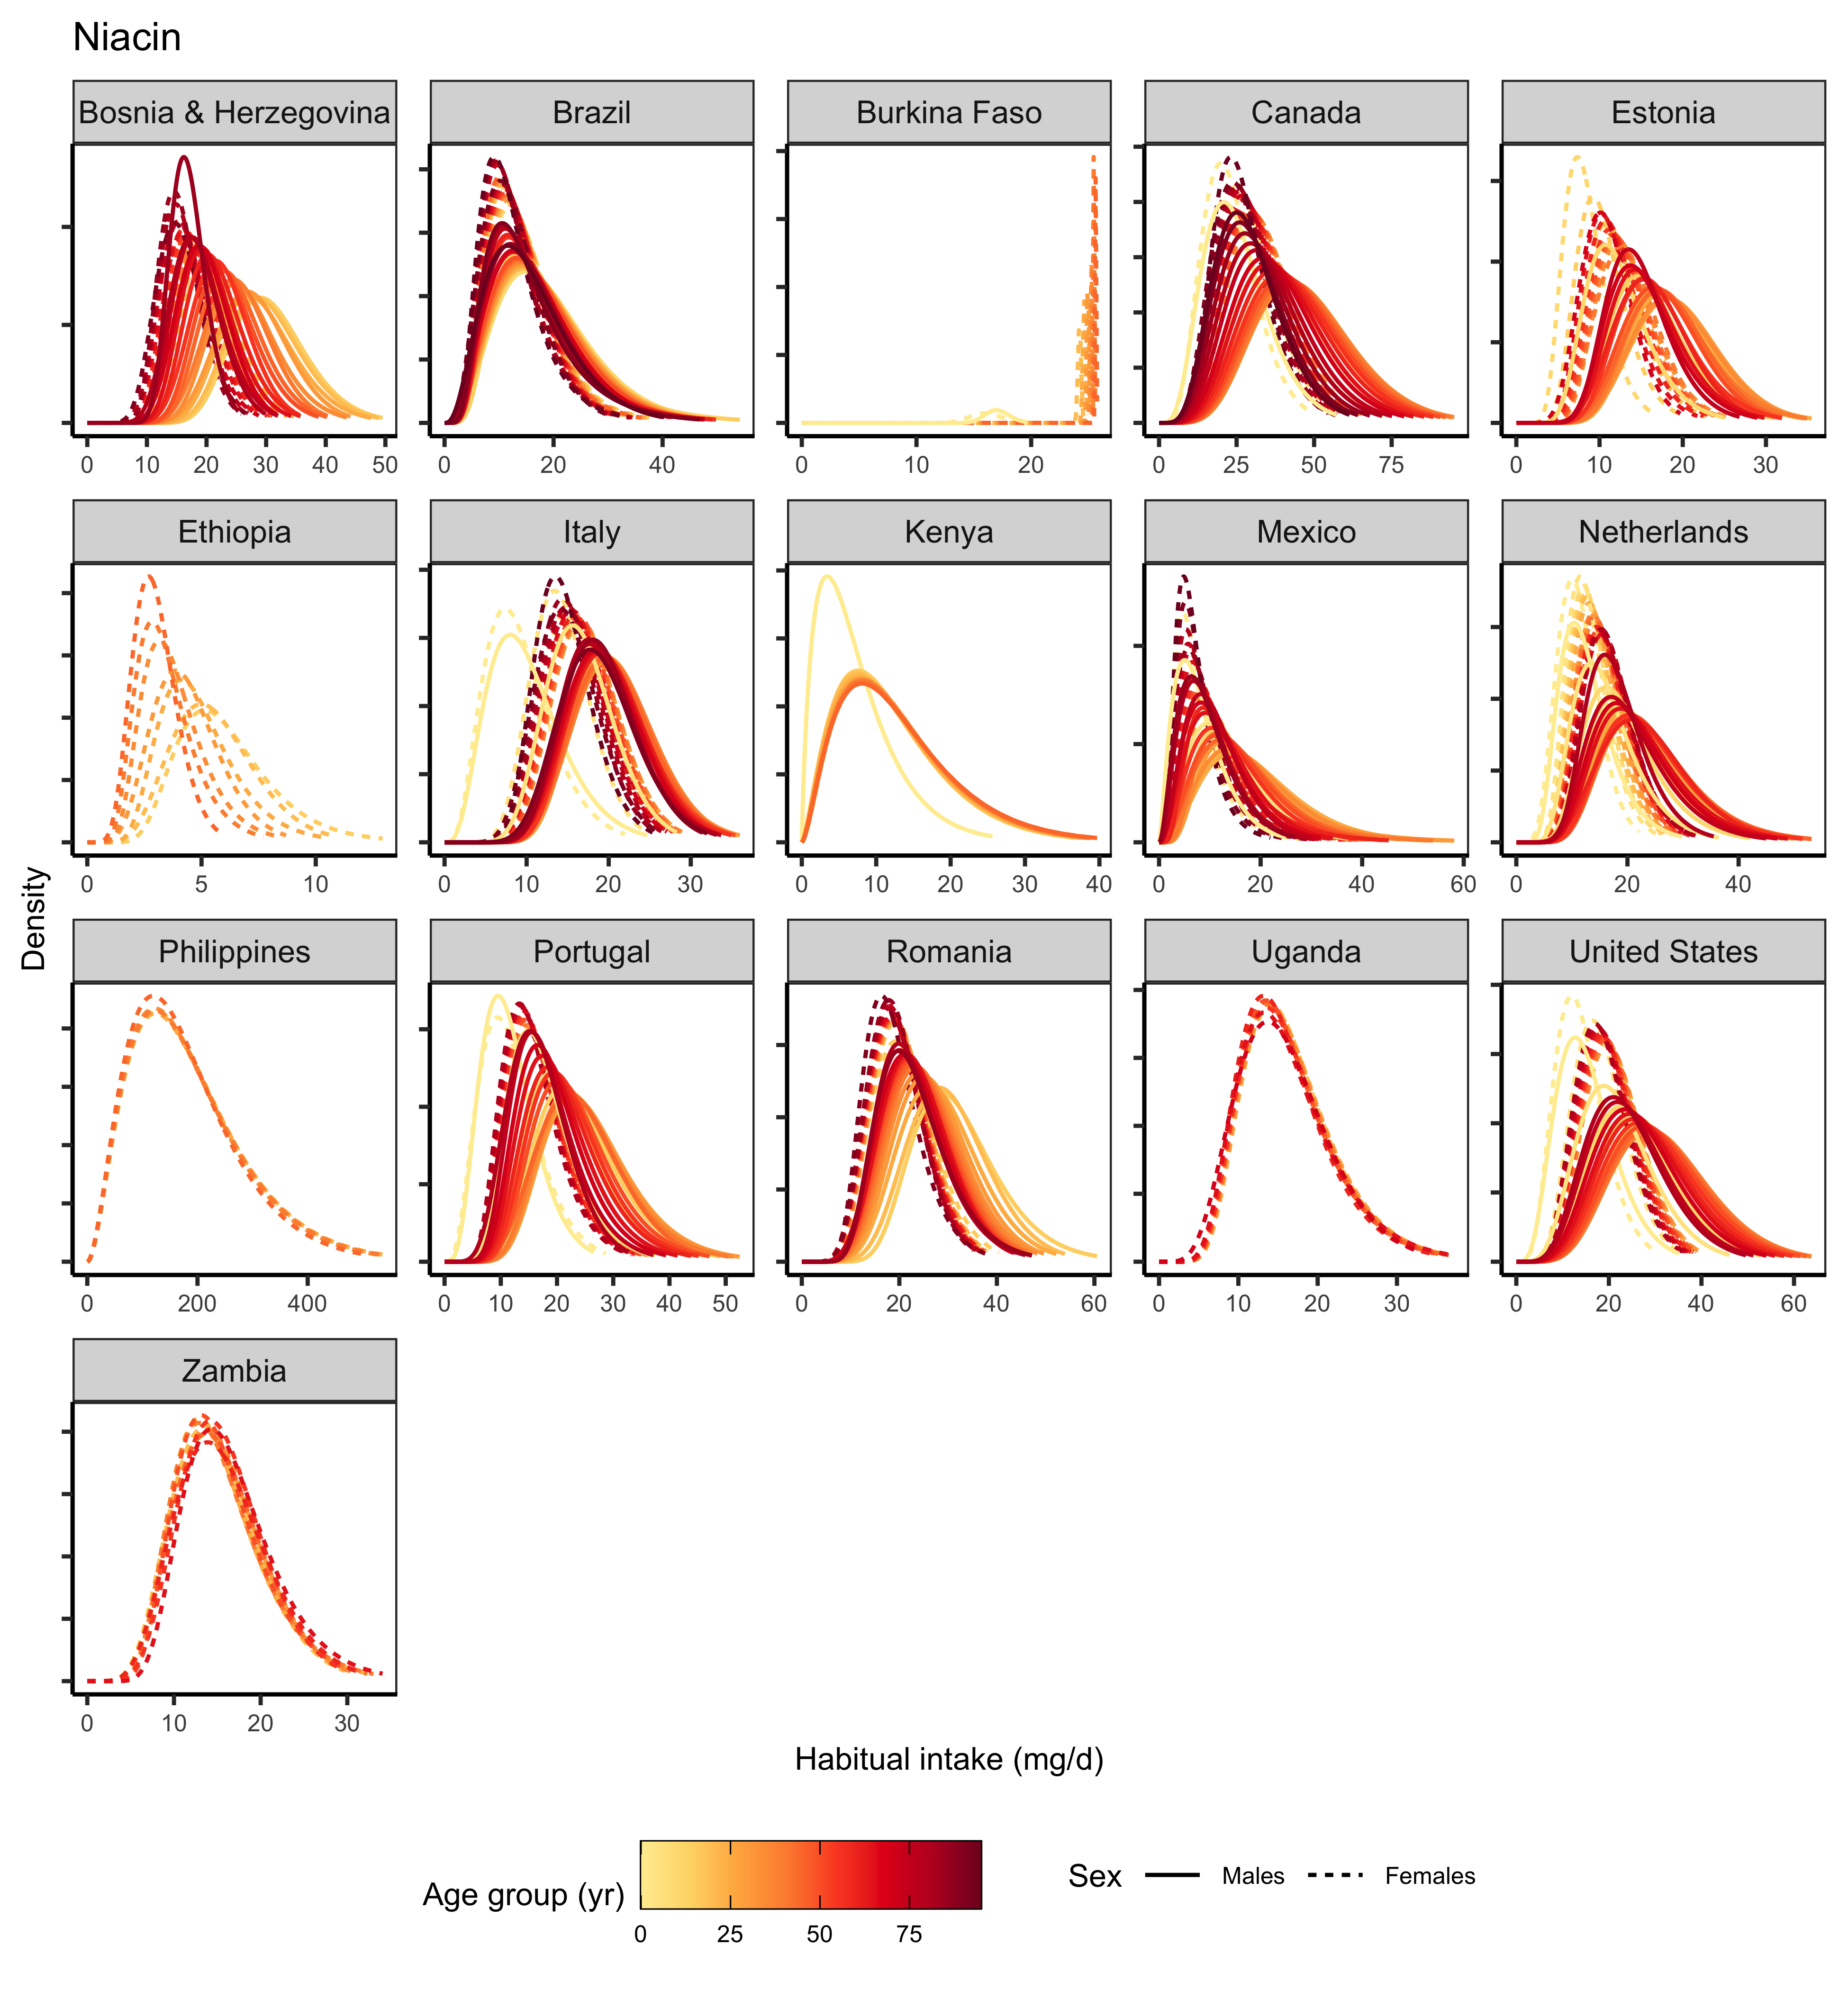 Niacin
Bosnia & Herzegovina
Brazil
Burkina Faso
Canada
Estonia
0 10 20 30 40 50
0 20 40
0 10 20
0 25 50 75
0 10 20 30
Ethiopia
Italy
Kenya
Mexico
Netherlands
0 5 10
0 10 20 30
0 10 20 30 40
0 20 40 60
0 20 40
Density
Philippines
Portugal
Romania
Uganda
United States
0 200 400
0 10 20 30 40 50
0 20 40 60
0 10 20 30
0 20 40 60
Zambia
0 10 20 30
Habitual intake (mg/d)
Age group (yr)
0 25 50 75
Sex
Males
Females